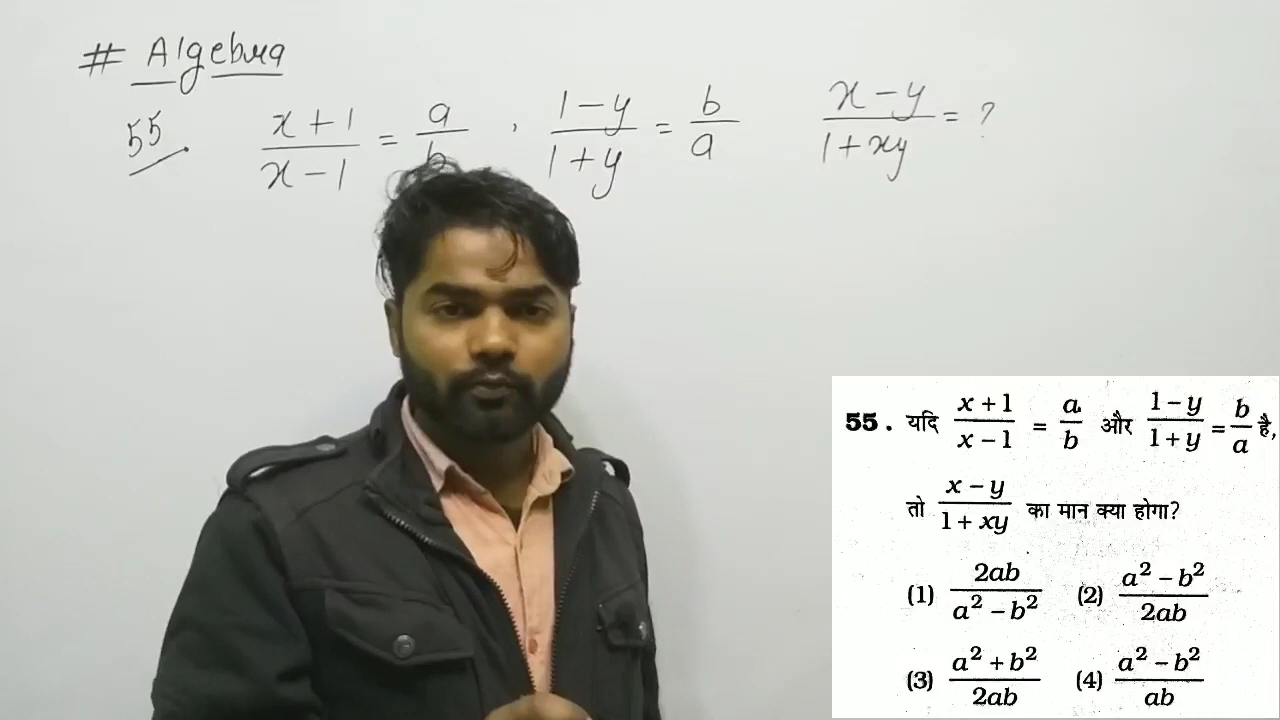 # Algebra
55. x + 1 / x - 1 = a / b , 1 - y / 1 + y = b / a x - y / 1 + xy = ?
55. यदि x + 1 / x - 1 = a / b और 1 - y / 1 + y = b / a है,
तो x - y / 1 + xy का मान क्या होगा?
(1) 2ab / a² - b² (2) a² - b² / 2ab
(3) a² + b² / 2ab (4) a² - b² / ab